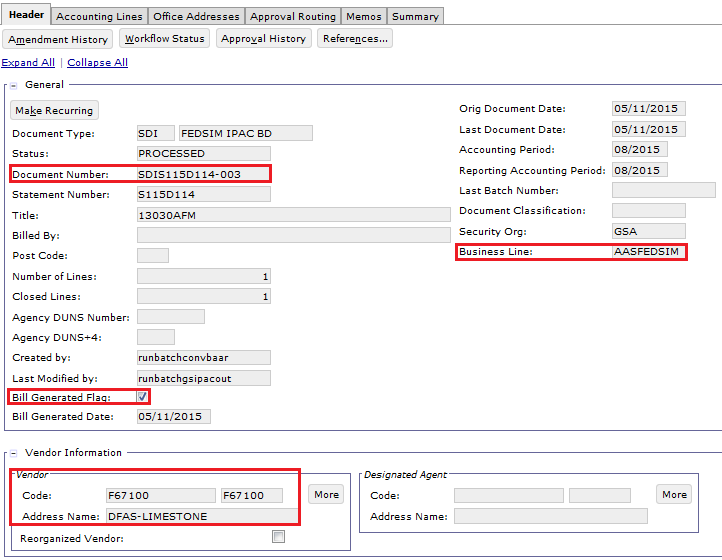 Header Accounting Lines Office Addresses Approval Routing Memos Summary
Amendment History Workflow Status Approval History References...
Expand All | Collapse All
General
Make Recurring
Document Type: SDI FEDSIM IPAC BD
Status: PROCESSED
Document Number: SDIS115D114-003
Statement Number: S115D114
Title: 13030AFM
Billed By:
Post Code:
Number of Lines: 1
Closed Lines: 1
Agency DUNS Number:
Agency DUNS+4:
Created by: runbatchconvbaar
Last Modified by: runbatchgsipacout
Bill Generated Flag:
Bill Generated Date: 05/11/2015
Orig Document Date: 05/11/2015
Last Document Date: 05/11/2015
Accounting Period: 08/2015
Reporting Accounting Period: 08/2015
Last Batch Number:
Document Classification:
Security Org: GSA
Business Line: AASFEDSIM
Vendor Information
Vendor
Code: F67100 F67100 More
Address Name: DFAS-LIMESTONE
Reorganized Vendor:
Designated Agent
Code: More
Address Name: